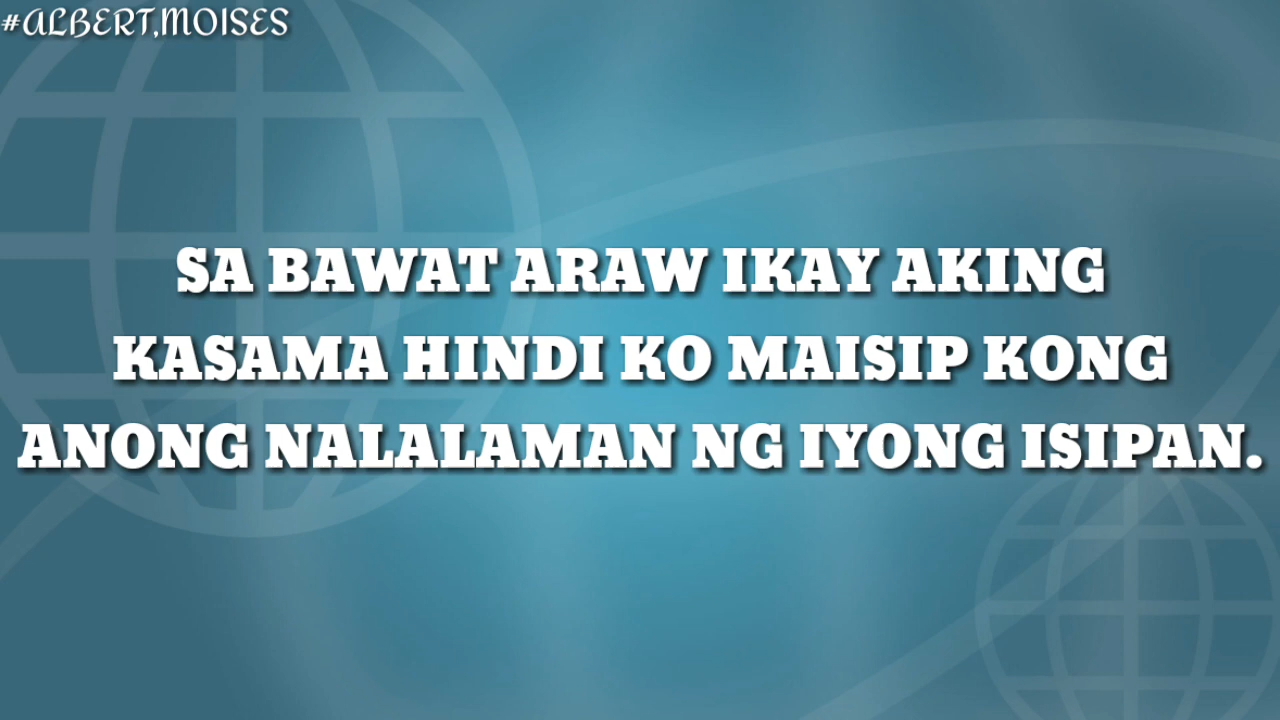 #ALBERT,MOISES
SA BAWAT ARAW IKAY AKING
KASAMA HINDI KO MAISIP KONG
ANONG NALALAMAN NG IYONG ISIPAN.